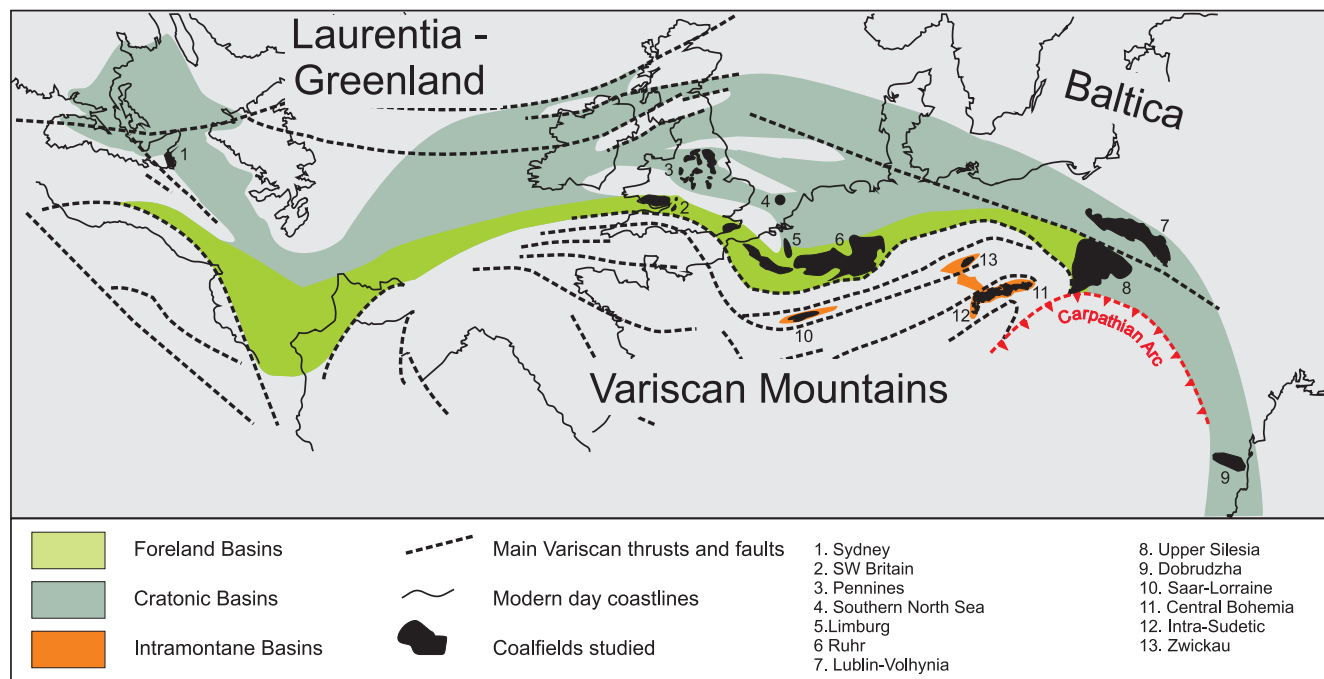 Laurentia -
Greenland
Baltica
1
2
3
4
5
6
7
8
9
10
11
12
13
Carpathian Arc
Variscan Mountains
Foreland Basins
Cratonic Basins
Intramontane Basins
Main Variscan thrusts and faults
Modern day coastlines
Coalfields studied
1. Sydney
2. SW Britain
3. Pennines
4. Southern North Sea
5.Limburg
6 Ruhr
7. Lublin-Volhynia
8. Upper Silesia
9. Dobrudzha
10. Saar-Lorraine
11. Central Bohemia
12. Intra-Sudetic
13. Zwickau